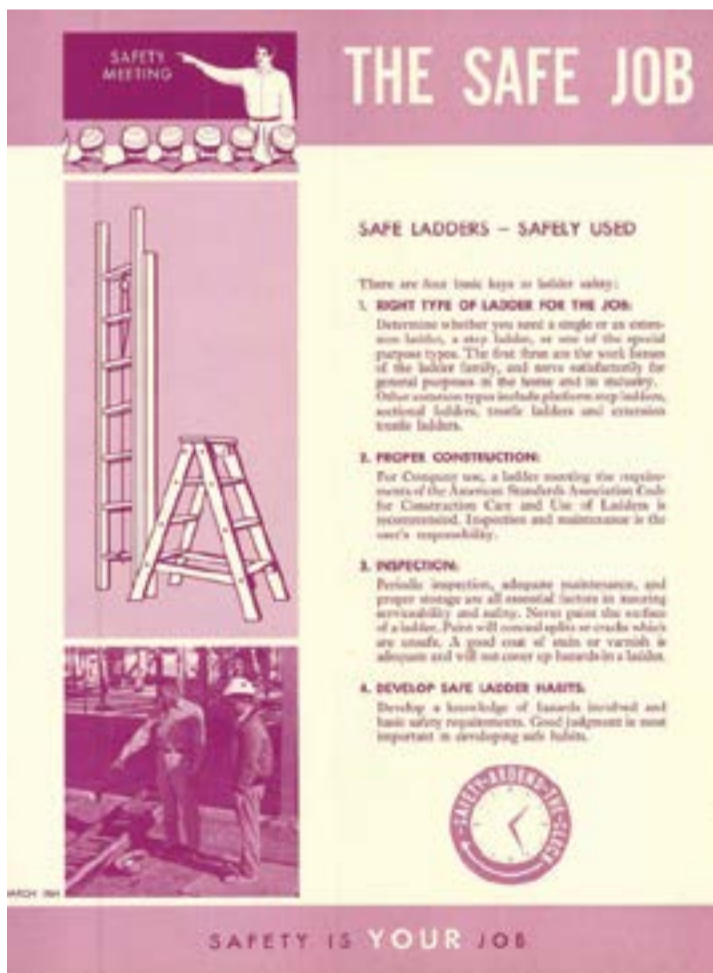 SAFETY
MEETING
THE SAFE JOB
SAFE LADDERS – SAFELY USED
There are four basic keys to ladder safety:
1. RIGHT TYPE OF LADDER FOR THE JOB:
Determine whether you need a single or an exten-
sion ladder, a step ladder, or one of the special
purpose types. The first three are the work horses
of the ladder family, and serve satisfactorily for
general purposes in the home and in industry.
Other common types include platform step ladders,
sectional ladders, trestle ladders and extension
trestle ladders.
2. PROPER CONSTRUCTION:
For Company use, a ladder meeting the require-
ments of the American Standards Association Code
for Construction Care and Use of Ladders is
recommended. Inspection and maintenance is the
user's responsibility.
3. INSPECTION:
Periodic inspection, adequate maintenance, and
proper storage are all essential factors in assuring
serviceability and safety. Never paint the surface
of a ladder. Paint will conceal splits or cracks which
are unsafe. A good coat of stain or varnish is
adequate and will not cover up hazards in a ladder.
4. DEVELOP SAFE LADDER HABITS:
Develop a knowledge of hazards involved and
basic safety requirements. Good judgment is most
important in developing safe habits.
SAFETY-AROUND-THE-CLOCK
MARCH
SAFETY IS YOUR JOB